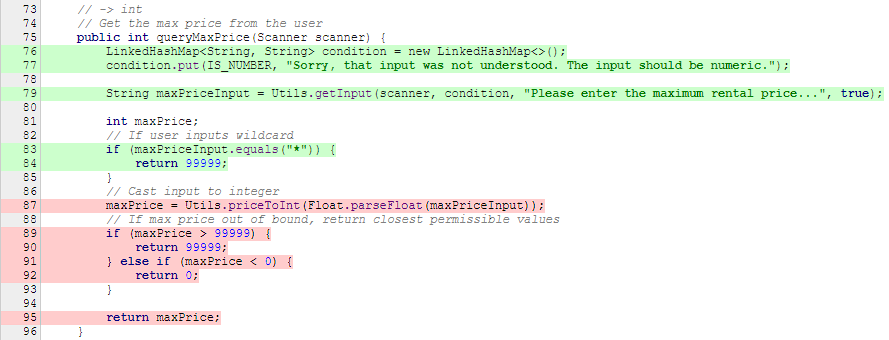 73 // -> int
74 // Get the max price from the user
75 public int queryMaxPrice(Scanner scanner) {
76 LinkedHashMap<String, String> condition = new LinkedHashMap<>();
77 condition.put(IS_NUMBER, "Sorry, that input was not understood. The input should be numeric.");
78
79 String maxPriceInput = Utils.getInput(scanner, condition, "Please enter the maximum rental price...", true);
80
81 int maxPrice;
82 // If user inputs wildcard
83 if (maxPriceInput.equals("*")) {
84 return 99999;
85 }
86 // Cast input to integer
87 maxPrice = Utils.priceToInt(Float.parseFloat(maxPriceInput));
88 // If max price out of bound, return closest permissible values
89 if (maxPrice > 99999) {
90 return 99999;
91 } else if (maxPrice < 0) {
92 return 0;
93 }
94
95 return maxPrice;
96 }